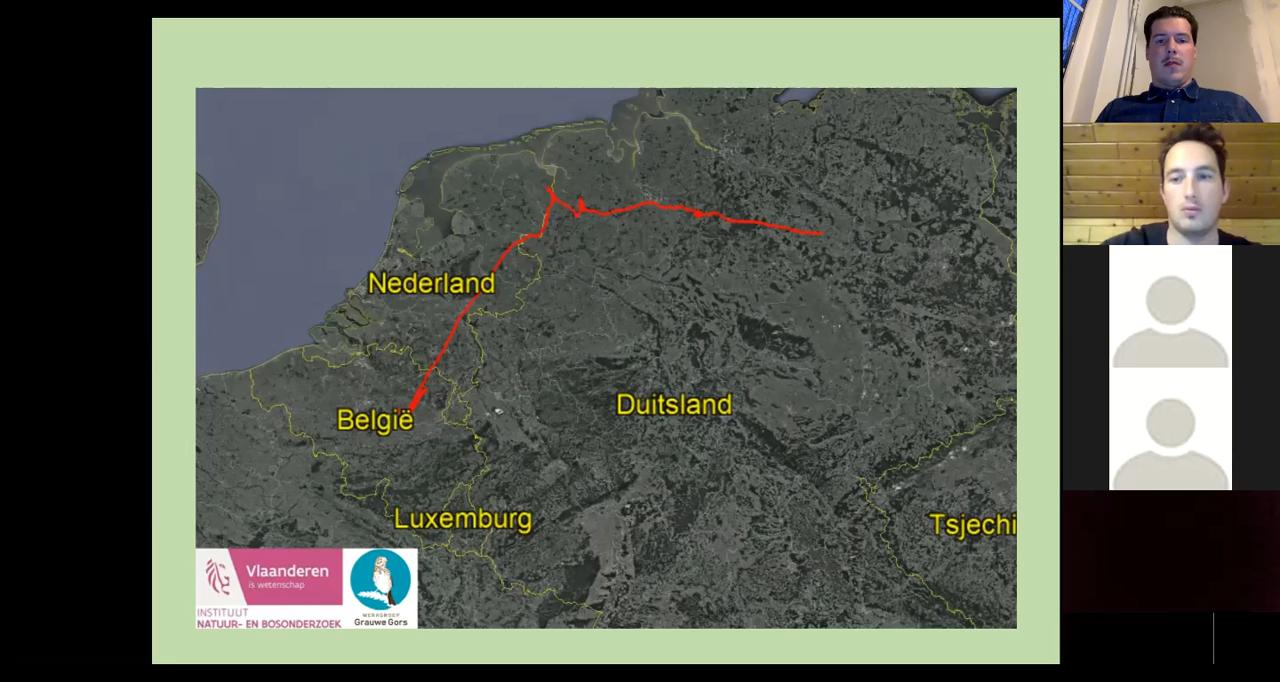 Nederland
België
Duitsland
Luxemburg
Tsjechi
Vlaanderen
is wetenschap
INSTITUUT
NATUUR- EN BOSONDERZOEK
WERKGROEP
Grauwe Gors